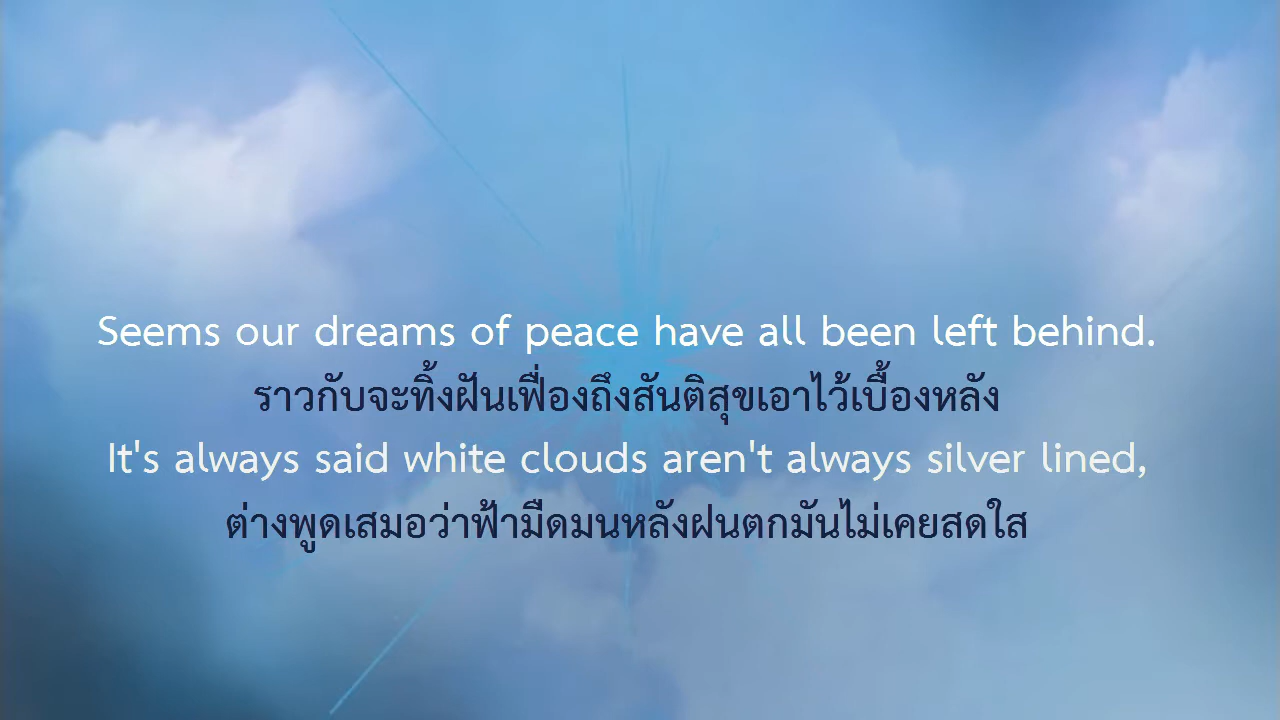 Seems our dreams of peace have all been left behind.
ราวกับจะทิ้งฝันเฟื่องถึงสันติสุขเอาไว้เบื้องหลัง
It's always said white clouds aren't always silver lined,
ต่างพูดเสมอว่าฟ้ามืดมนหลังฝนตกมันไม่เคยสดใส